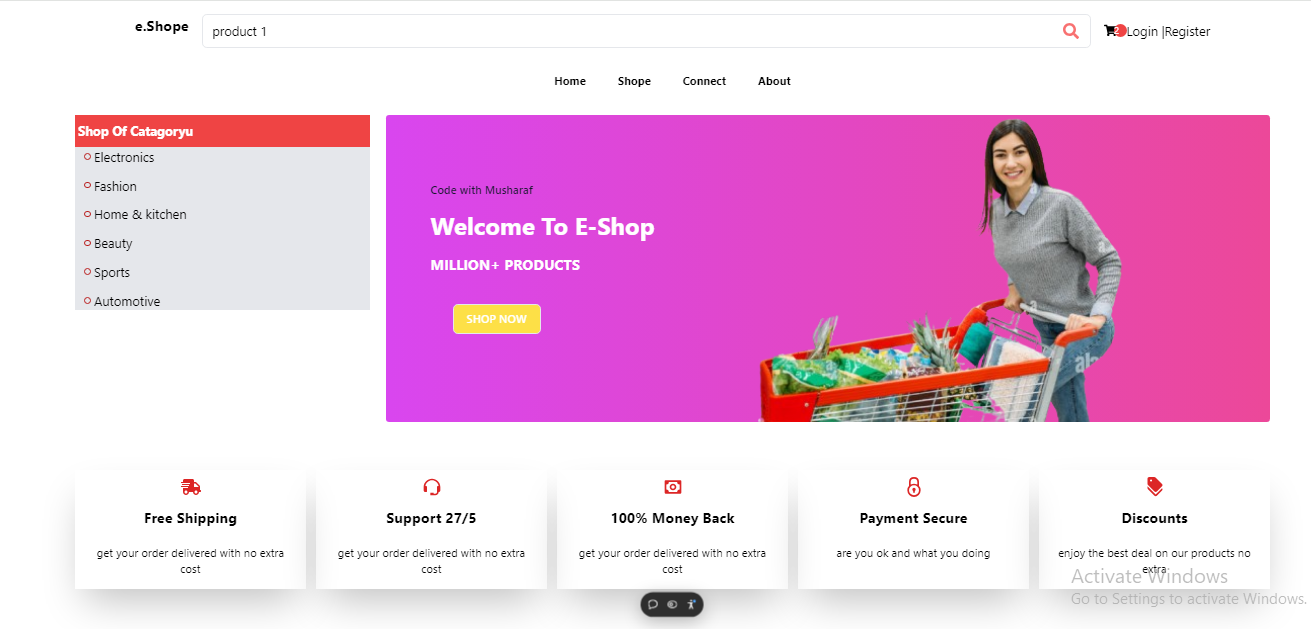 e.Shope
product 1
2
Login |Register
Home Shope Connect About
Shop Of Catagoryu
Electronics
Fashion
Home & kitchen
Beauty
Sports
Automotive
Code with Musharaf
Welcome To E-Shop
MILLION+ PRODUCTS
SHOP NOW
a
a
ala
Free Shipping
get your order delivered with no extra
cost
Support 27/5
get your order delivered with no extra
cost
100% Money Back
get your order delivered with no extra
cost
Payment Secure
are you ok and what you doing
Discounts
enjoy the best deal on our products no
extra
Activate Windows
Go to Settings to activate Windows.